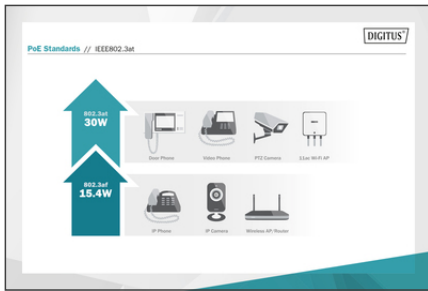 DIGITUS®
PoE Standards // IEEE802.3at
802.3at
30W
Door Phone Video Phone PTZ Camera 11ac Wi-Fi AP
802.3af
15.4W
IP Phone IP Camera Wireless AP/Router